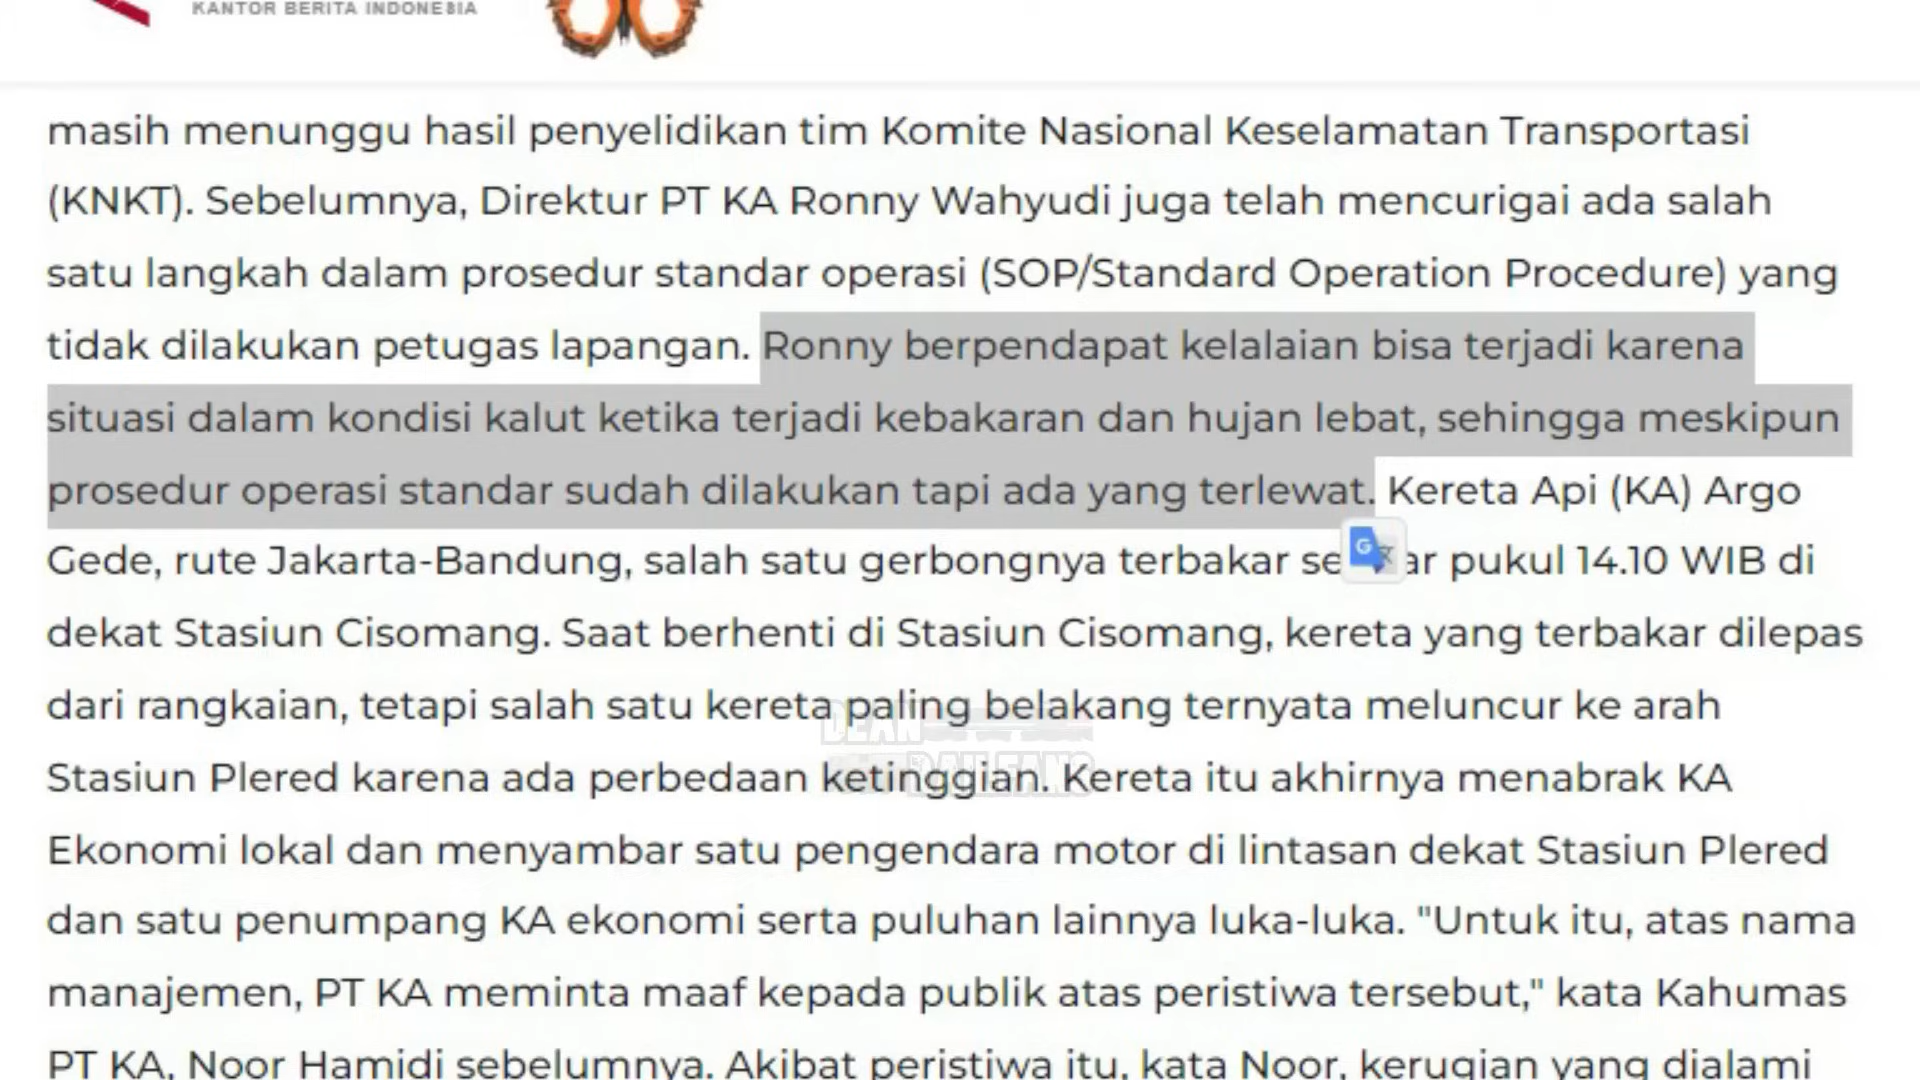 KANTOR BERITA INDONESIA
masih menunggu hasil penyelidikan tim Komite Nasional Keselamatan Transportasi
(KNKT). Sebelumnya, Direktur PT KA Ronny Wahyudi juga telah mencurigai ada salah
satu langkah dalam prosedur standar operasi (SOP/Standard Operation Procedure) yang
tidak dilakukan petugas lapangan. Ronny berpendapat kelalaian bisa terjadi karena
situasi dalam kondisi kalut ketika terjadi kebakaran dan hujan lebat, sehingga meskipun
prosedur operasi standar sudah dilakukan tapi ada yang terlewat. Kereta Api (KA) Argo
Gede, rute Jakarta-Bandung, salah satu gerbongnya terbakar pukul 14.10 WIB di
dekat Stasiun Cisomang. Saat berhenti di Stasiun Cisomang, kereta yang terbakar dilepas
dari rangkaian, tetapi salah satu kereta paling belakang ternyata meluncur ke arah
Stasiun Plered karena ada perbedaan ketinggian. Kereta itu akhirnya menabrak KA
Ekonomi lokal dan menyambar satu pengendara motor di lintasan dekat Stasiun Plered
dan satu penumpang KA ekonomi serta puluhan lainnya luka-luka. "Untuk itu, atas nama
manajemen, PT KA meminta maaf kepada publik atas peristiwa tersebut," kata Kahumas
PT KA, Noor Hamidi sebelumnya. Akibat peristiwa itu, kata Noor, kerugian yang dialami